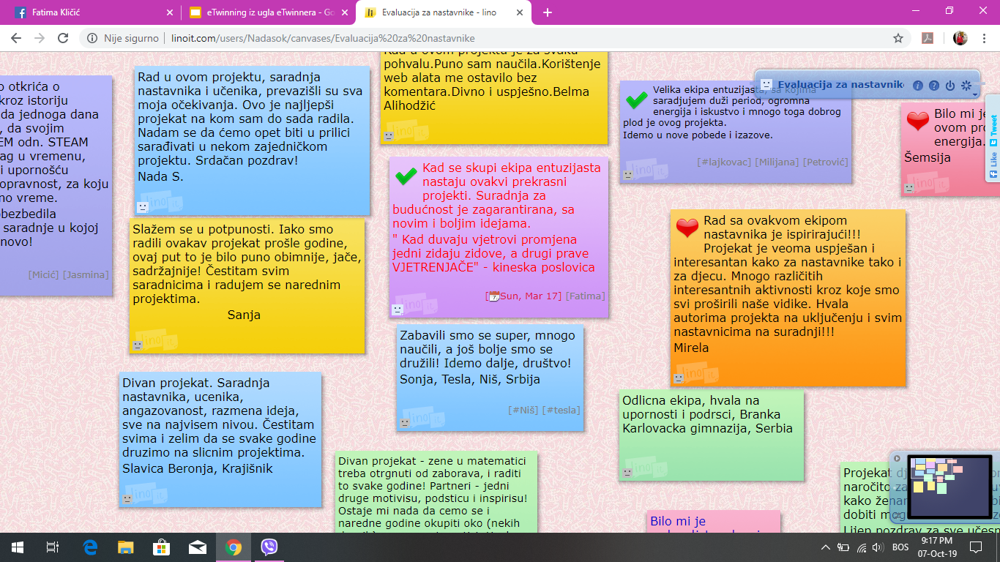 Fatima Kličić
eTwinning iz ugla eTwinnera - Go
Evaluacija za nastavnike - lino
Nije sigurno
linoit.com/users/Nadasok/canvases/Evaluacija%20za%20nastavnike
o otkrića o
kroz istoriju
da jednoga dana
, da svojim
EM odn. STEAM
ag u vremenu,
i upornošću
opravnost, za koju
no vreme.
obezbedila
saradnje u kojoj
novo!
[Micić] [Jasmina]
Rad u ovom projektu, saradnja
nastavnika i učenika, prevazišli su sva
moja očekivanja. Ovo je najljepši
projekat na kom sam do sada radila.
Nadam se da ćemo opet biti u prilici
sarađivati u nekom zajedničkom
projektu. Srdačan pozdrav!
Nada S.
Slažem se u potpunosti. Iako smo
radili ovakav projekat prošle godine,
ovaj put to je bilo puno obimnije, jače,
sadržajnije! Čestitam svim
saradnicima i radujem se narednim
projektima.
Sanja
Divan projekat. Saradnja
nastavnika, ucenika,
angazovanost, razmena ideja,
sve na najvisem nivou. Čestitam
svima i zelim da se svake godine
druzimo na slicnim projektima.
Slavica Beronja, Krajišnik
Rad u ovom projektu je za svaku
pohvalu.Puno sam naučila.Korištenje
web alata me ostavilo bez
komentara.Divno i uspješno.Belma
Alihodžić
Kad se skupi ekipa entuzijasta
nastaju ovakvi prekrasni
projekti. Suradnja za
budućnost je zagarantirana, sa
novim i boljim idejama.
" Kad duvaju vjetrovi promjena
jedni zidaju zidove, a drugi prave
VJETRENJAČE" - kineska poslovica
[Sun, Mar 17] [Fatima]
Zabavili smo se super, mnogo
naučili, a još bolje smo se
družili! Idemo dalje, društvo!
Sonja, Tesla, Niš, Srbija
[#Niš] [#tesla]
Divan projekat - zene u matematici
treba otrgnuti od zaborava, i raditi
to svake godine! Partneri - jedni
druge motivisu, podsticu i inspirisu!
Ostaje mi nada da cemo se i
naredne godine okupiti oko (nekih
Velika ekipa entuzijasta, sa kojima
saradjujem duži period, ogromna
energija i iskustvo i mnogo toga dobrog
plod je ovog projekta.
Idemo u nove pobede i izazove.
[#lajkovac] [Milijana] [Petrović]
Evaluacija za nastavnike
Bilo mi je
ovom pro
energija.
Šemsija
Like
Tweet
Rad sa ovakvom ekipom
nastavnika je ispirirajući!!!
Projekat je veoma uspješan i
interesantan kako za nastavnike tako i
za djecu. Mnogo različitih
interesantnih aktivnosti kroz koje smo
svi proširili naše vidike. Hvala
autorima projekta na uključenju i svim
nastavnicima na suradnji!!!
Mirela
Odlicna ekipa, hvala na
upornosti i podrsci, Branka
Karlovacka gimnazija, Serbia
Bilo mi je
Projekat
naročito za
kako žena
dobiti mog
Lijep pozdrav za sve učesn
BOS
9:17 PM
07-Oct-19